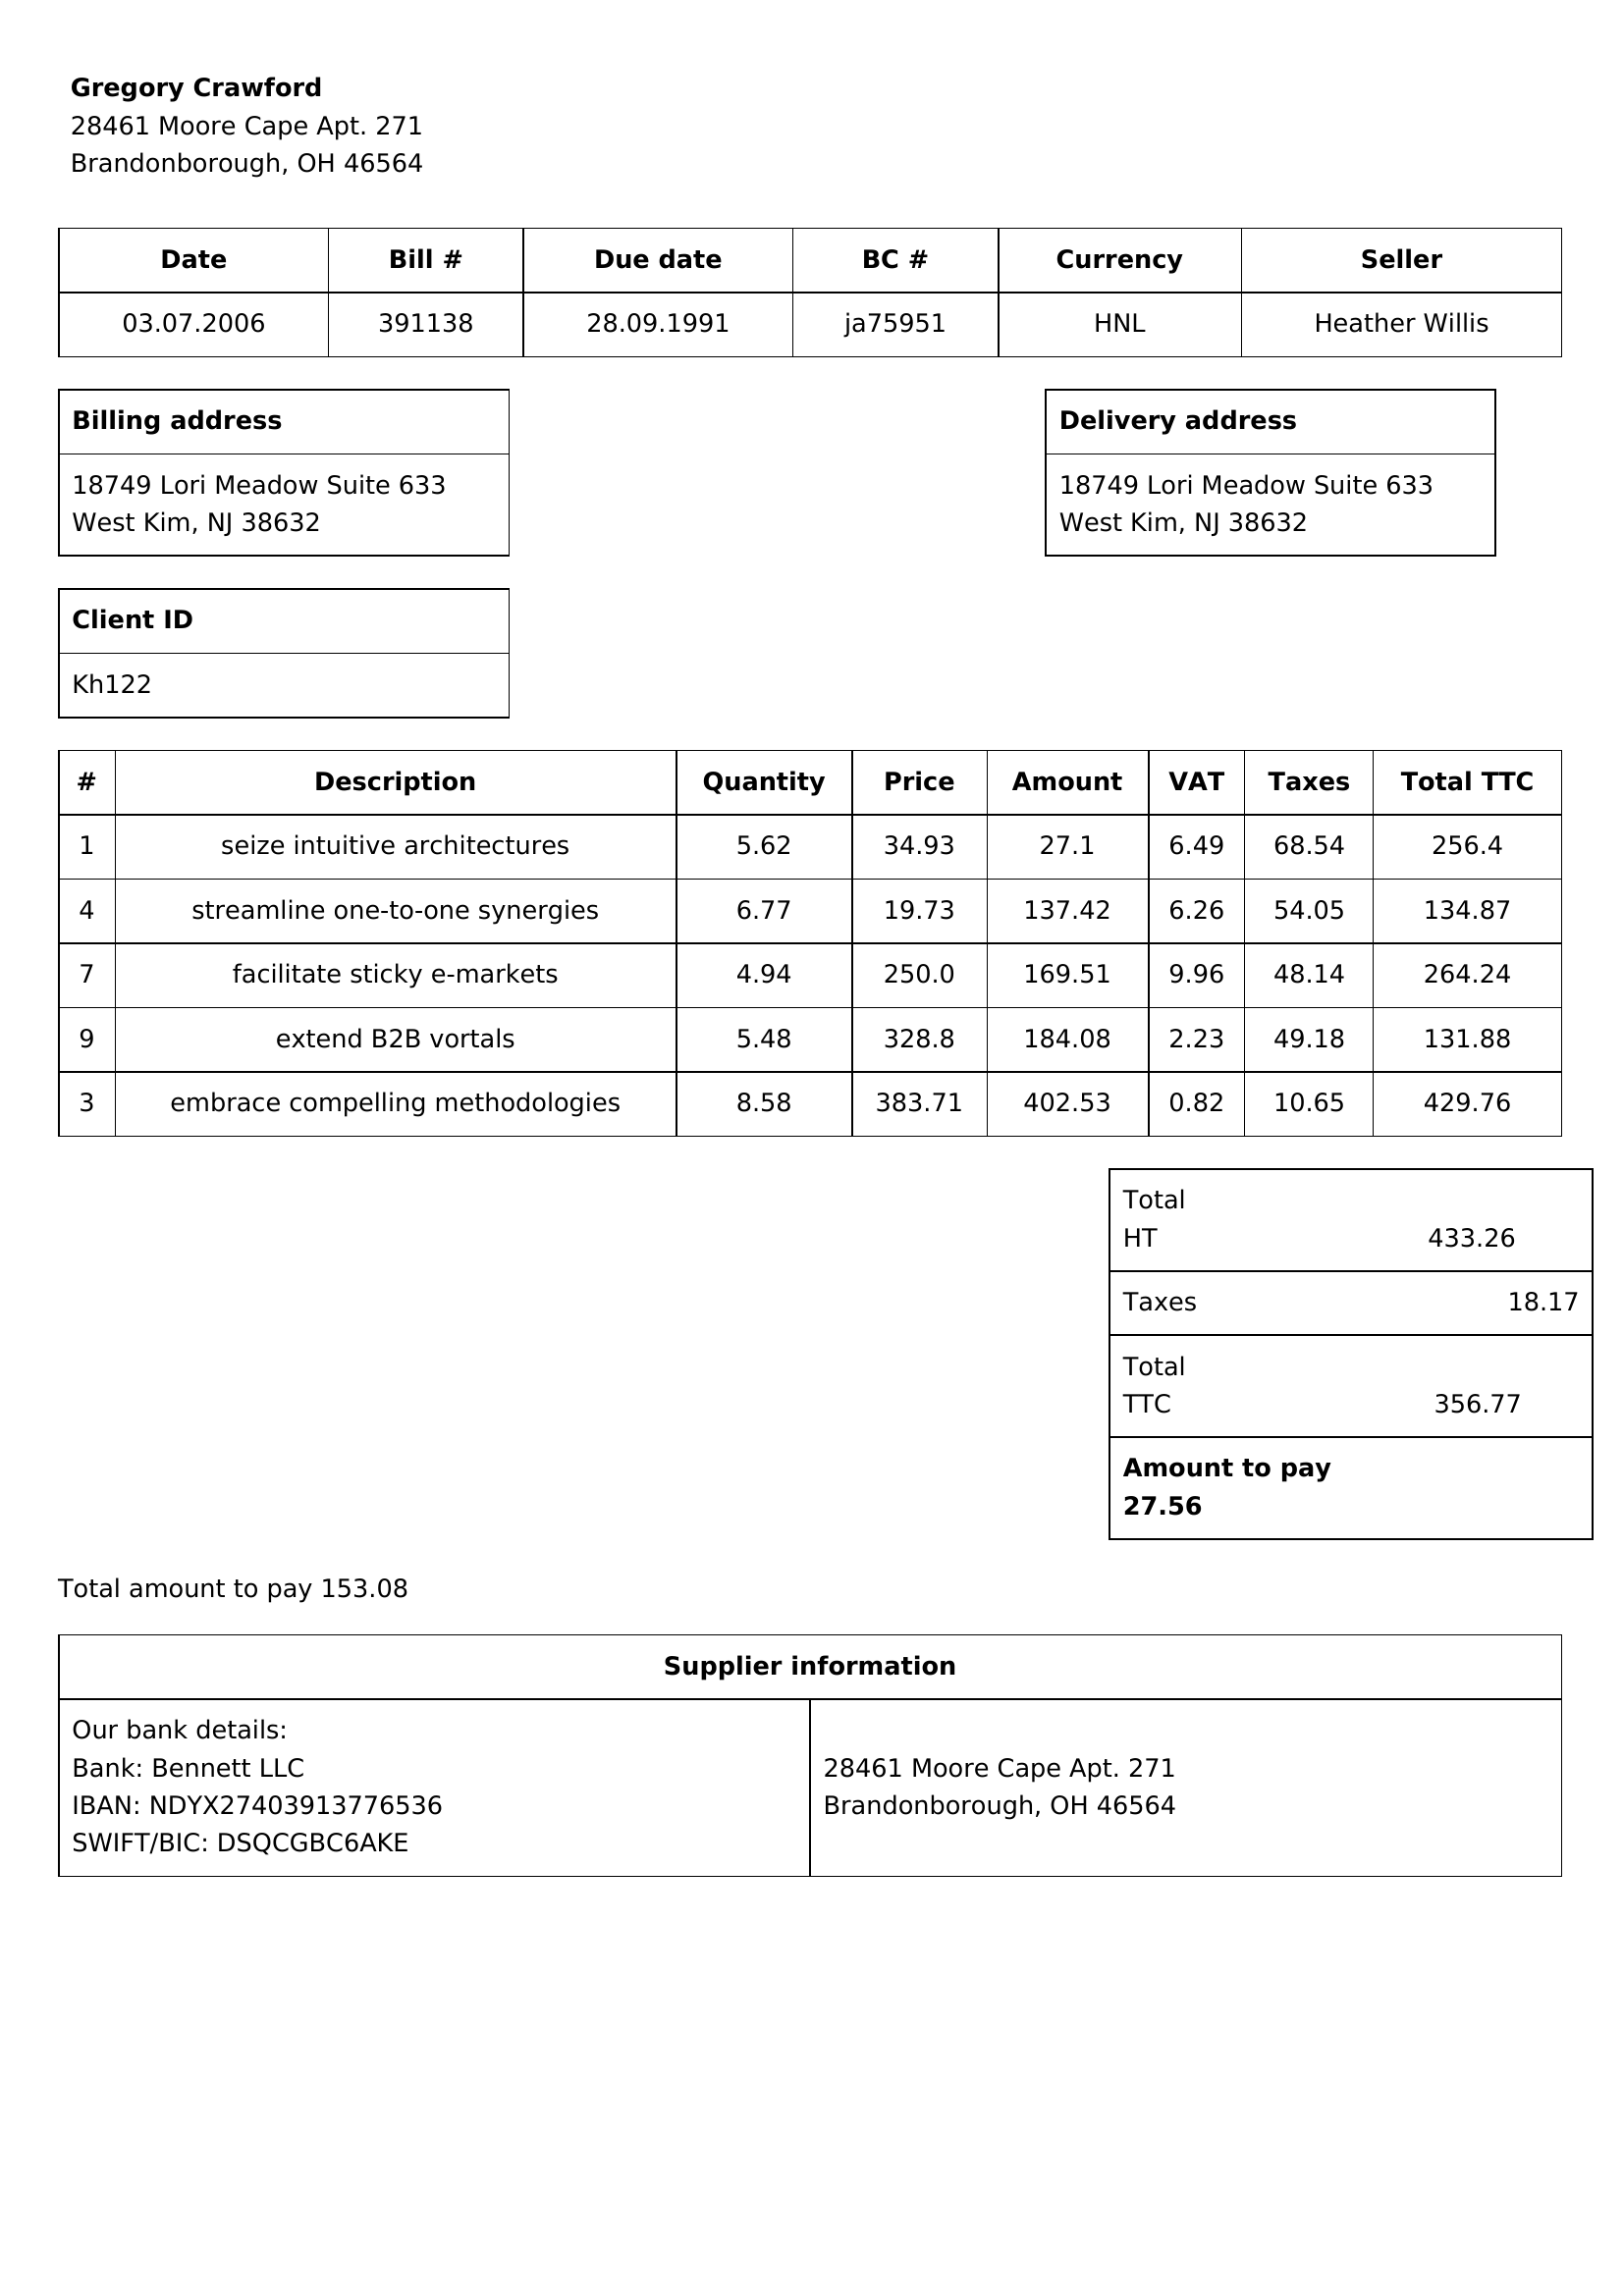 Gregory Crawford
28461 Moore Cape Apt. 271
Brandonborough, OH 46564
Date Bill # Due date BC # Currency Seller
03.07.2006 391138 28.09.1991 ja75951 HNL Heather Willis
Billing address
18749 Lori Meadow Suite 633
West Kim, NJ 38632
Delivery address
18749 Lori Meadow Suite 633
West Kim, NJ 38632
Client ID
Kh122
# Description Quantity Price Amount VAT Taxes Total TTC
1 seize intuitive architectures 5.62 34.93 27.1 6.49 68.54 256.4
4 streamline one-to-one synergies 6.77 19.73 137.42 6.26 54.05 134.87
7 facilitate sticky e-markets 4.94 250.0 169.51 9.96 48.14 264.24
9 extend B2B vortals 5.48 328.8 184.08 2.23 49.18 131.88
3 embrace compelling methodologies 8.58 383.71 402.53 0.82 10.65 429.76
Total
HT 433.26
Taxes 18.17
Total
TTC 356.77
Amount to pay
27.56
Total amount to pay 153.08
Supplier information
Our bank details:
Bank: Bennett LLC
IBAN: NDYX27403913776536
SWIFT/BIC: DSQCGBC6AKE
28461 Moore Cape Apt. 271
Brandonborough, OH 46564